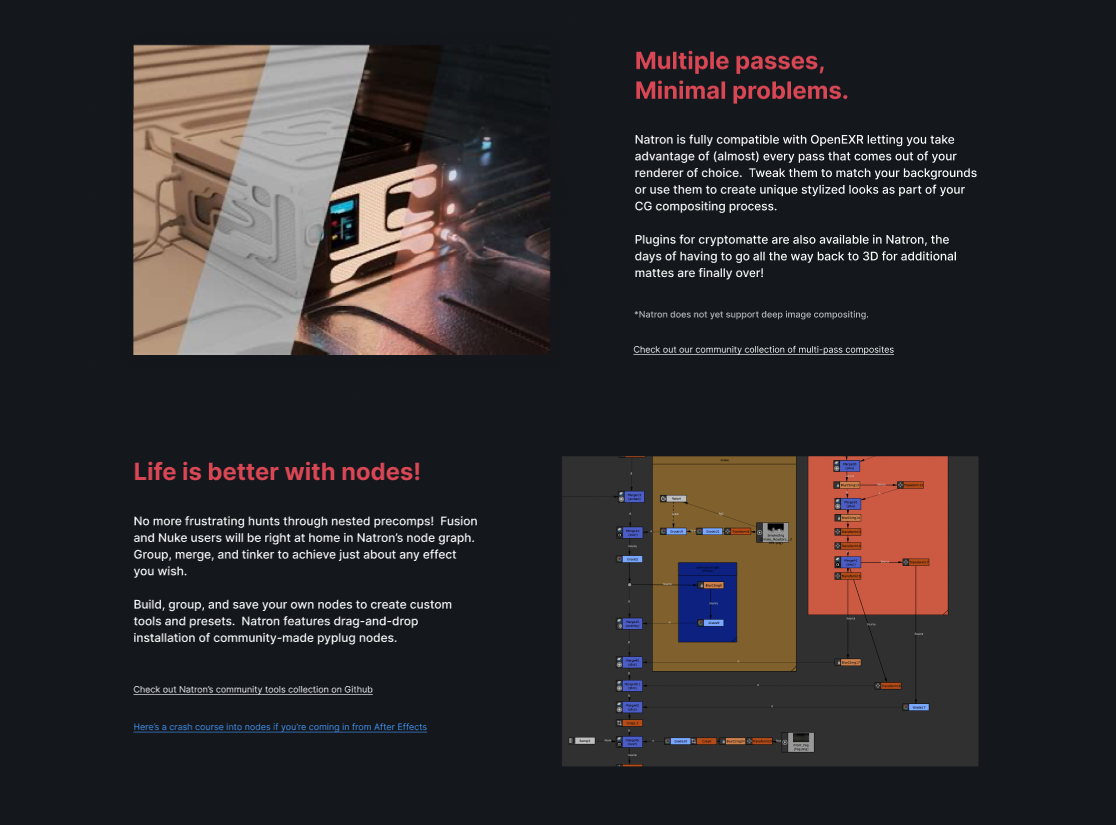 Multiple passes,
Minimal problems.
Natron is fully compatible with OpenEXR letting you take
advantage of (almost) every pass that comes out of your
renderer of choice.  Tweak them to match your backgrounds
or use them to create unique stylized looks as part of your
CG compositing process.
Plugins for cryptomatte are also available in Natron, the
days of having to go all the way back to 3D for additional
mattes are finally over!
*Natron does not yet support deep image compositing.
Check out our community collection of multi-pass composites
Life is better with nodes!
No more frustrating hunts through nested precomps!  Fusion
and Nuke users will be right at home in Natron's node graph.
Group, merge, and tinker to achieve just about any effect
you wish.
Build, group, and save your own nodes to create custom
tools and presets.  Natron features drag-and-drop
installation of community-made pyplug nodes.
Check out Natron's community tools collection on Github
Here's a crash course into nodes if you're coming in from After Effects